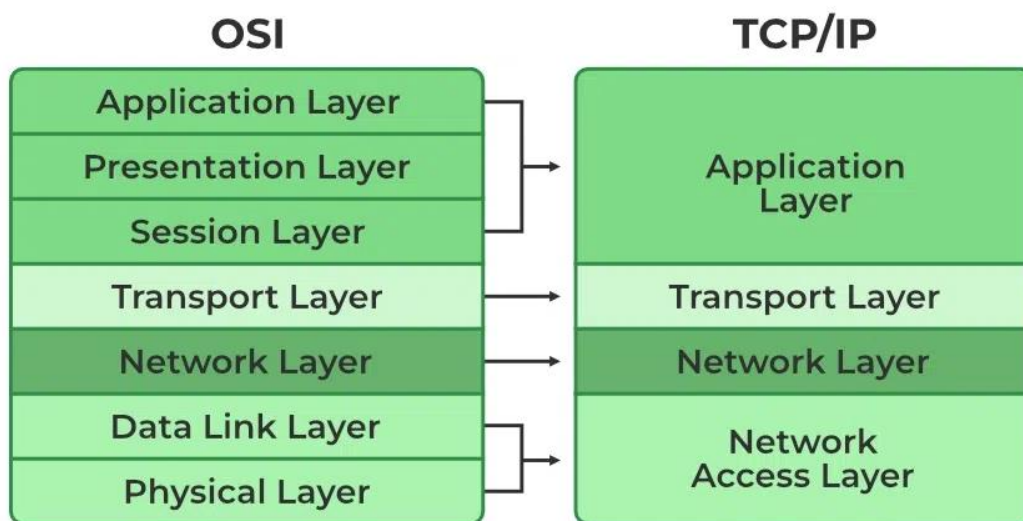 OSI
TCP/IP
Application Layer
Presentation Layer
Session Layer
Transport Layer
Network Layer
Data Link Layer
Physical Layer
Application
Layer
Transport Layer
Network Layer
Network
Access Layer